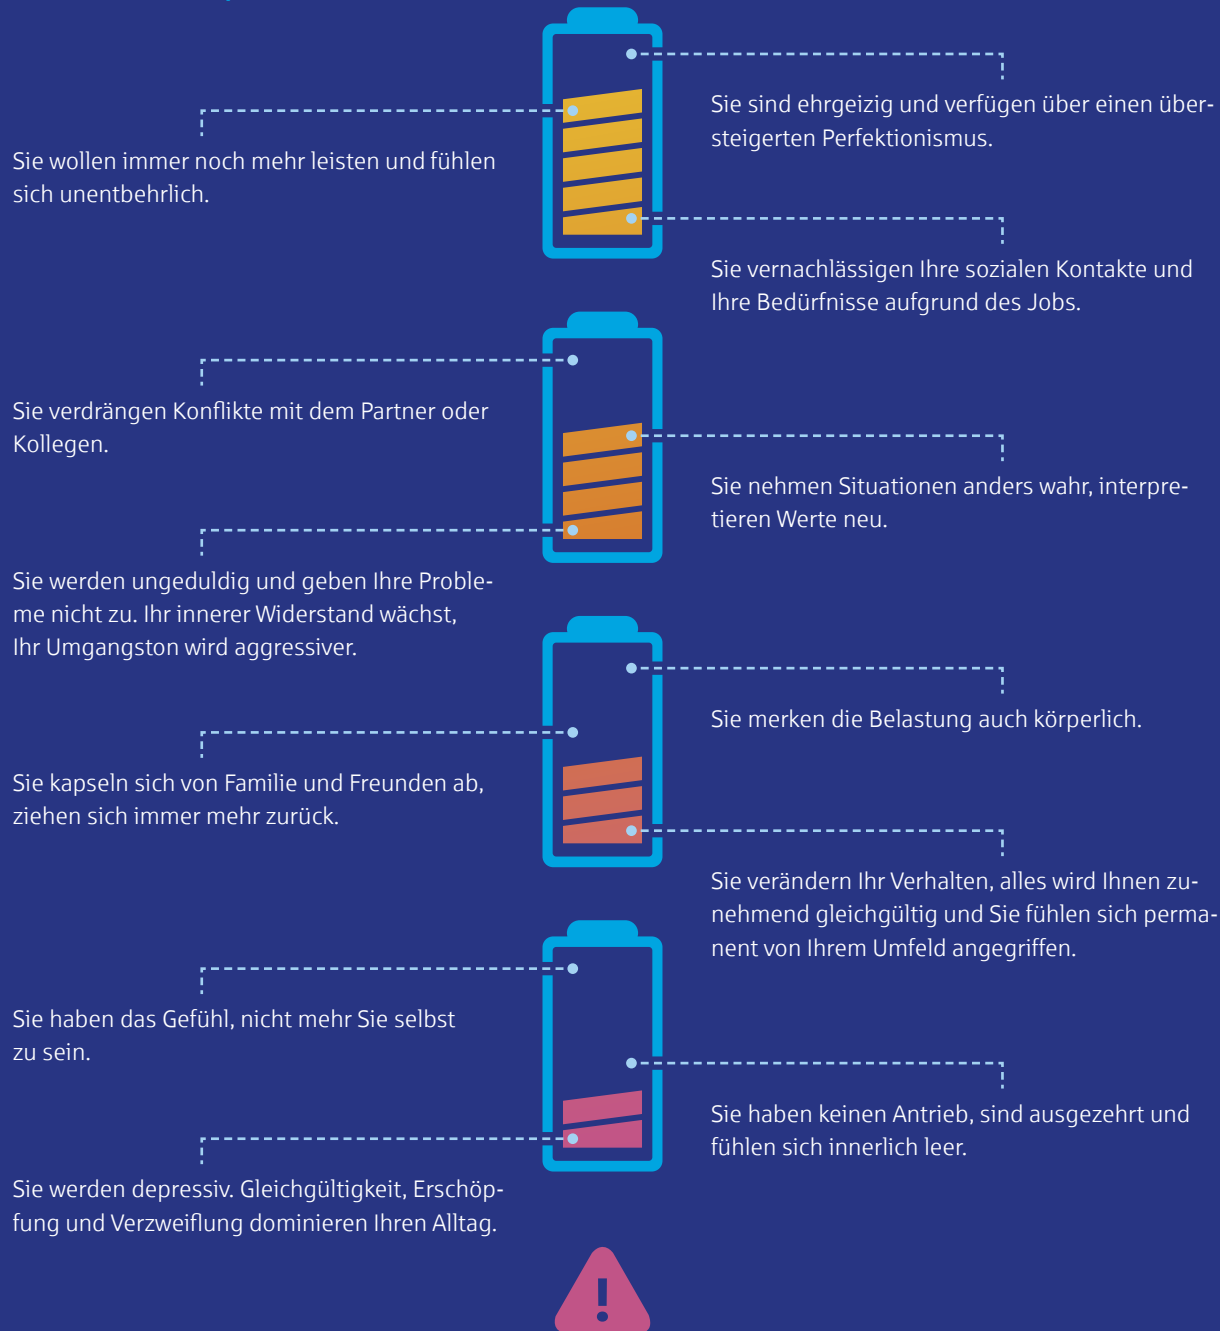 Sie sind ehrgeizig und verfügen über einen über-
steigerten Perfektionismus.
Sie wollen immer noch mehr leisten und fühlen
sich unentbehrlich.
Sie vernachlässigen Ihre sozialen Kontakte und
Ihre Bedürfnisse aufgrund des Jobs.
Sie verdrängen Konflikte mit dem Partner oder
Kollegen.
Sie nehmen Situationen anders wahr, interpre-
tieren Werte neu.
Sie werden ungeduldig und geben Ihre Proble-
me nicht zu. Ihr innerer Widerstand wächst,
Ihr Umgangston wird aggressiver.
Sie merken die Belastung auch körperlich.
Sie kapseln sich von Familie und Freunden ab,
ziehen sich immer mehr zurück.
Sie verändern Ihr Verhalten, alles wird Ihnen zu-
nehmend gleichgültig und Sie fühlen sich perma-
nent von Ihrem Umfeld angegriffen.
Sie haben das Gefühl, nicht mehr Sie selbst
zu sein.
Sie haben keinen Antrieb, sind ausgezehrt und
fühlen sich innerlich leer.
Sie werden depressiv. Gleichgültigkeit, Erschöp-
fung und Verzweiflung dominieren Ihren Alltag.
!